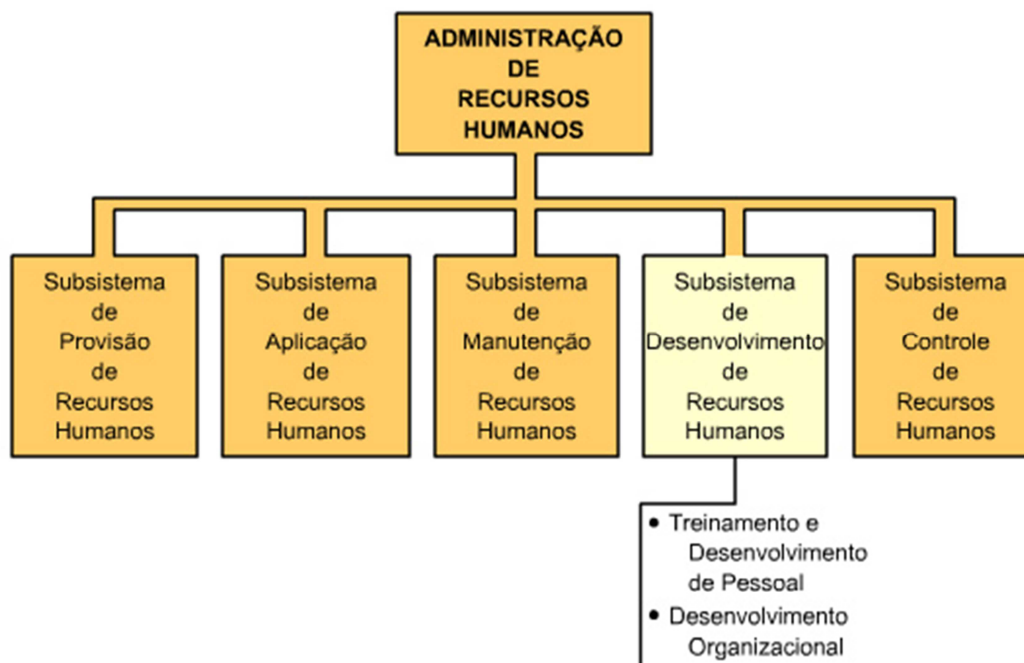 ADMINISTRAÇÃO
DE
RECURSOS
HUMANOS
Subsistema
de
Provisão
de
Recursos
Humanos
Subsistema
de
Aplicação
de
Recursos
Humanos
Subsistema
de
Manutenção
de
Recursos
Humanos
Subsistema
de
Desenvolvimento
de
Recursos
Humanos
Subsistema
de
Controle
de
Recursos
Humanos
• Treinamento e
Desenvolvimento
de Pessoal
• Desenvolvimento
Organizacional